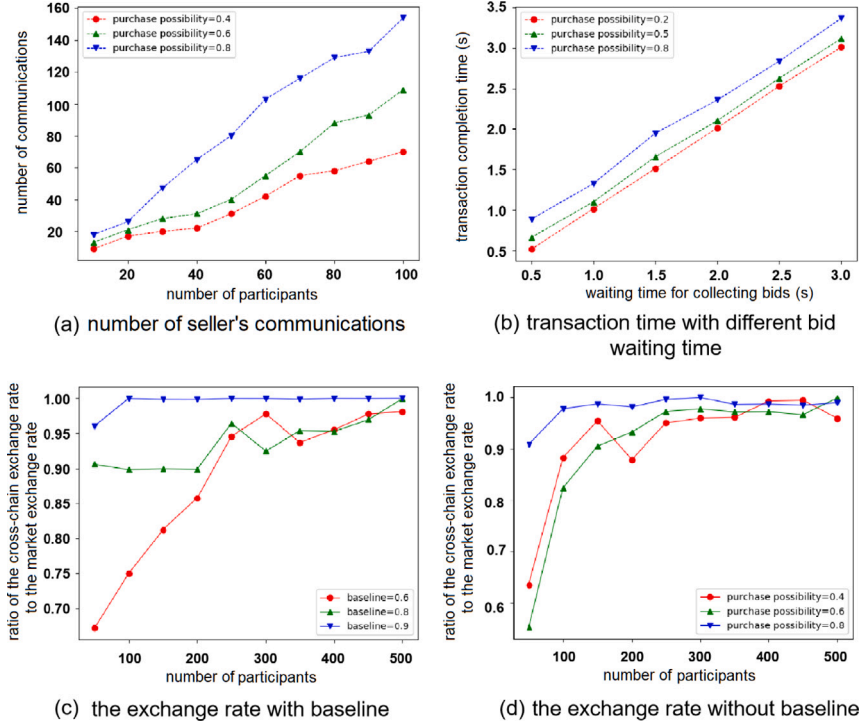 160
140
120
100
80
60
40
20
number of communications
purchase possibility=0.4
purchase possibility=0.6
purchase possibility=0.8
20 40 60 80 100
number of participants
(a) number of seller's communications
3.5
3.0
2.5
2.0
1.5
1.0
0.5
transaction completion time (s)
purchase possibility=0.2
purchase possibility=0.5
purchase possibility=0.8
0.5 1.0 1.5 2.0 2.5 3.0
waiting time for collecting bids (s)
(b) transaction time with different bid
waiting time
1.00
0.95
0.90
0.85
0.80
0.75
0.70
ratio of the cross-chain exchange rate
to the market exchange rate
baseline=0.6
baseline=0.8
baseline=0.9
100 200 300 400 500
number of participants
(c) the exchange rate with baseline
1.0
0.9
0.8
0.7
0.6
ratio of the cross-chain exchange rate
to the market exchange rate
purchase possibility=0.4
purchase possibility=0.6
purchase possibility=0.8
100 200 300 400 500
number of participants
(d) the exchange rate without baseline